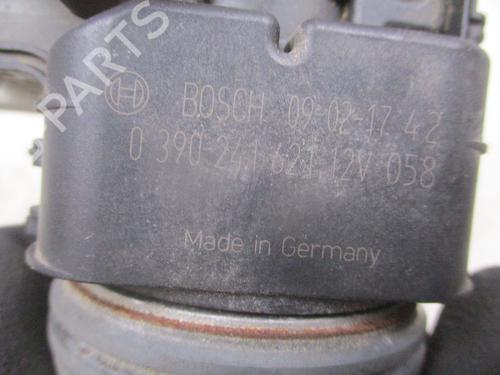 PARTS
BOSCH 09-02-17 42
0 390 241 621 12V 058
Made in Germany